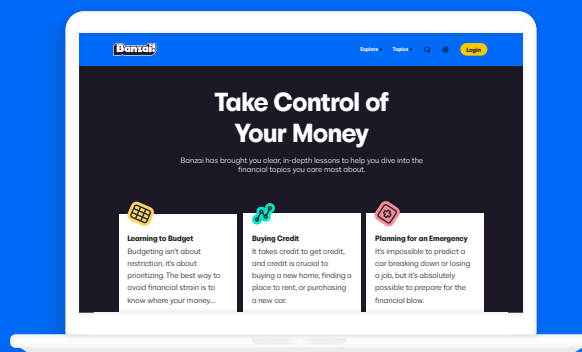 Banzai!
Explore
Topics
Login
Take Control of
Your Money
Banzai has brought you clear, in-depth lessons to help you dive into the
financial topics you care most about.
Learning to Budget
Budgeting isn't about
restriction, it's about
prioritizing. The best way to
avoid financial strain is to
know where your money...
Buying Credit
It takes credit to get credit,
and credit is crucial to
buying a new home, finding a
place to rent, or purchasing
a new car.
Planning for an Emergency
It's impossible to predict a
car breaking down or losing
a job, but it's absolutely
possible to prepare for the
financial blow.